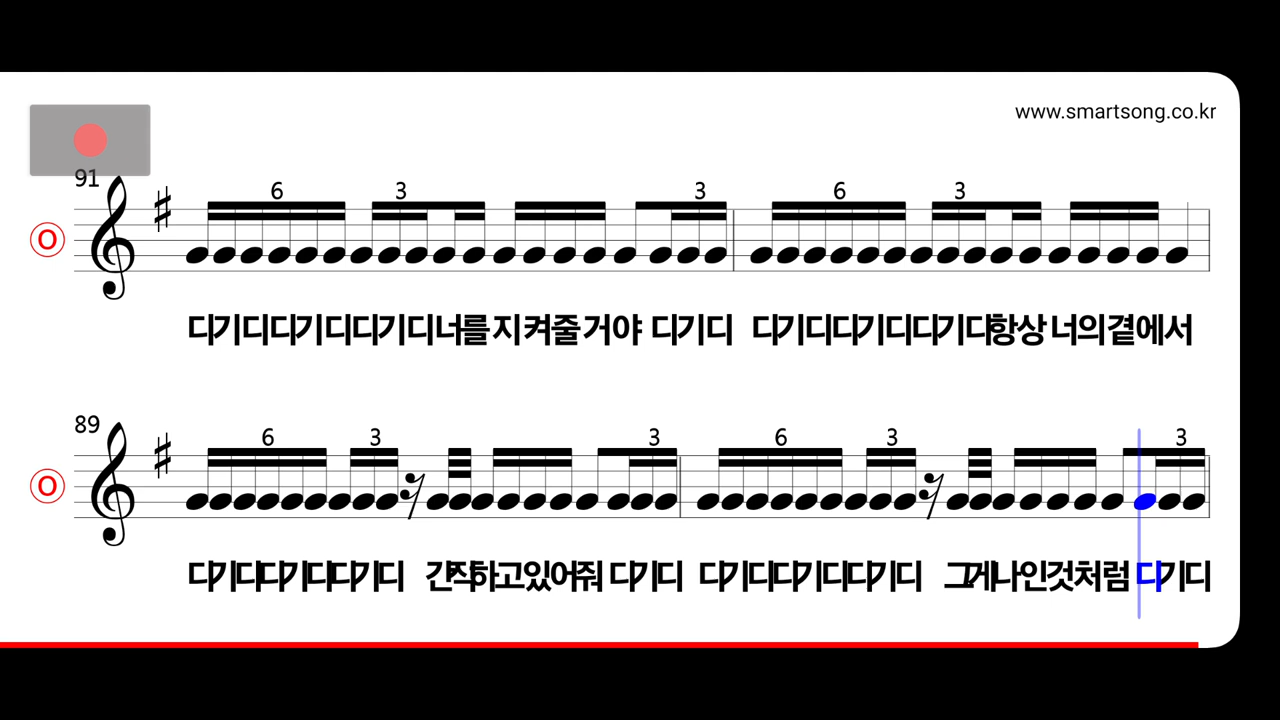 www.smartsong.co.kr
91
6 3 3 6 3
O
디기디디기디디기디너를 지켜줄거야 디기디 디기디디기디디기디항상 너의곁에서
89
6 3 3 6 3 3
O
디기디디기디디기디 간직하고있어줘 디기디 디기디디기디디기디 그게나인것처럼 디기디